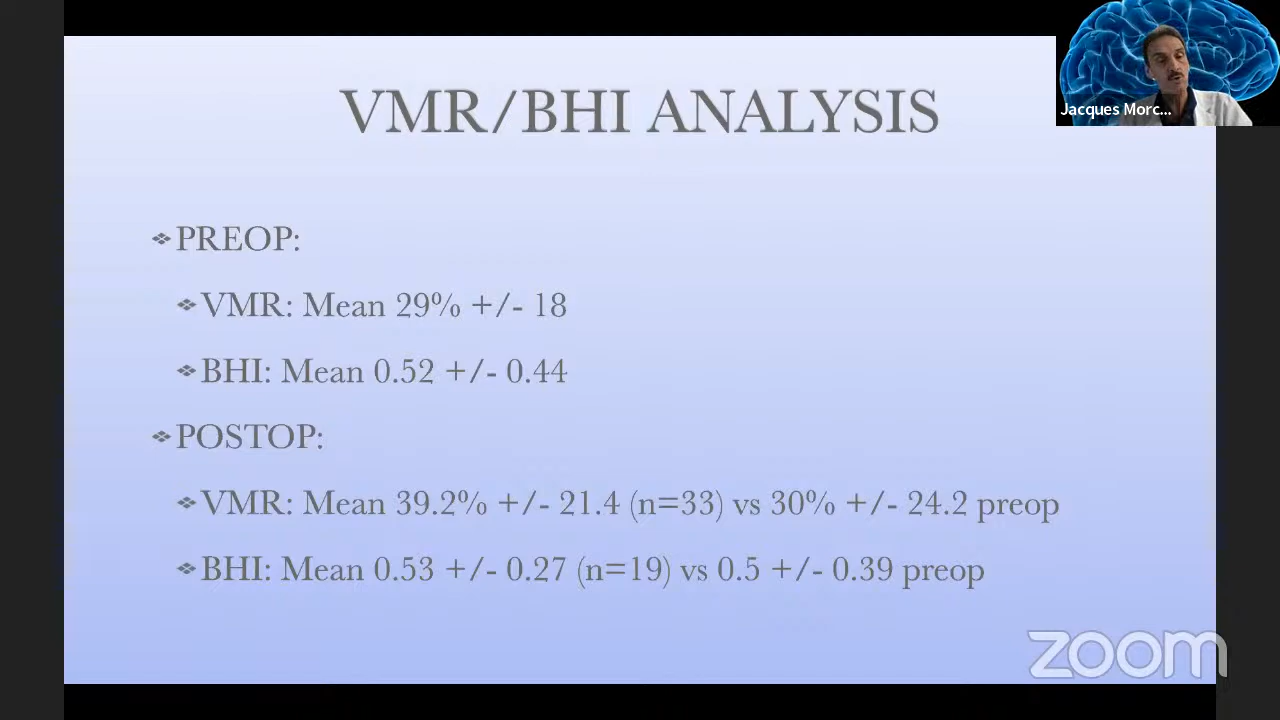 VMR/BHI ANALYSIS
Jacques Morc...
PREOP:
VMR: Mean 29% +/- 18
BHI: Mean 0.52 +/- 0.44
POSTOP:
VMR: Mean 39.2% +/- 21.4 (n=33) vs 30% +/- 24.2 preop
BHI: Mean 0.53 +/- 0.27 (n=19) vs 0.5 +/- 0.39 preop
zoom